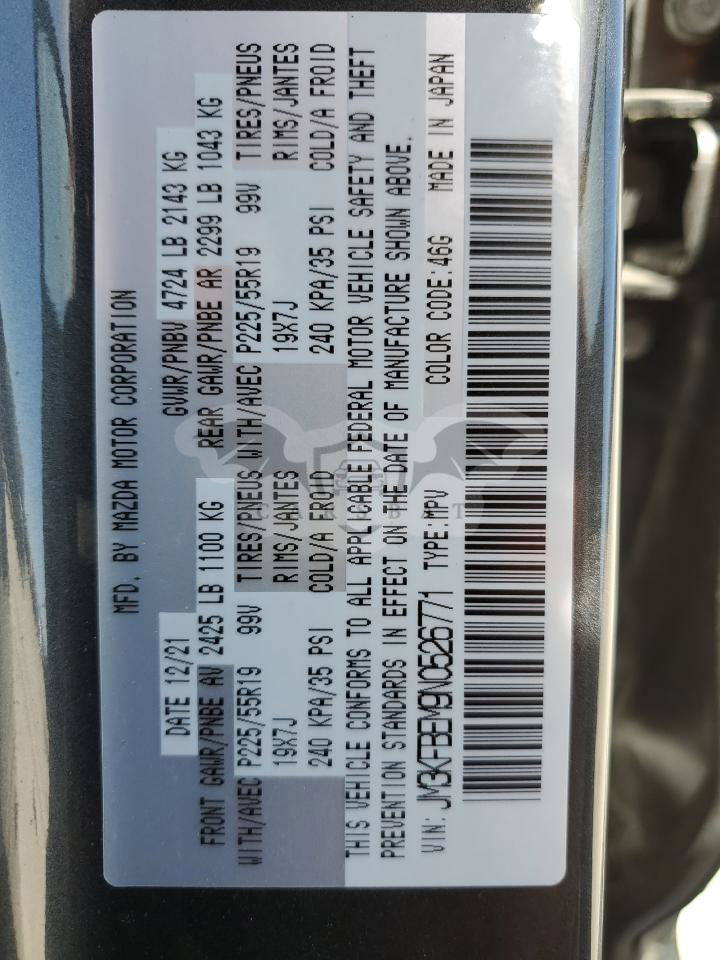 MFD. BY MAZDA MOTOR CORPORATION
DATE 12/21 GVWR/PNBV 4724 LB 2143 KG
FRONT GAWR/PNBE AV 2425 LB 1100 KG REAR GAWR/PNBE AR 2299 LB 1043 KG
WITH/AVEC P225/55R19 99V TIRES/PNEUS WITH/AVEC P225/55R19 99V TIRES/PNEUS
19X7J RIMS/JANTES 19X7J RIMS/JANTES
240 KPA/35 PSI COLD/A FROID 240 KPA/35 PSI COLD/A FROID
THIS VEHICLE CONFORMS TO ALL APPLICABLE FEDERAL MOTOR VEHICLE SAFETY AND THEFT
PREVENTION STANDARDS IN EFFECT ON THE DATE OF MANUFACTURE SHOWN ABOVE.
VIN: JM3KFBEM9N0526771 TYPE:MPV COLOR CODE:46G MADE IN JAPAN
CARSBAT